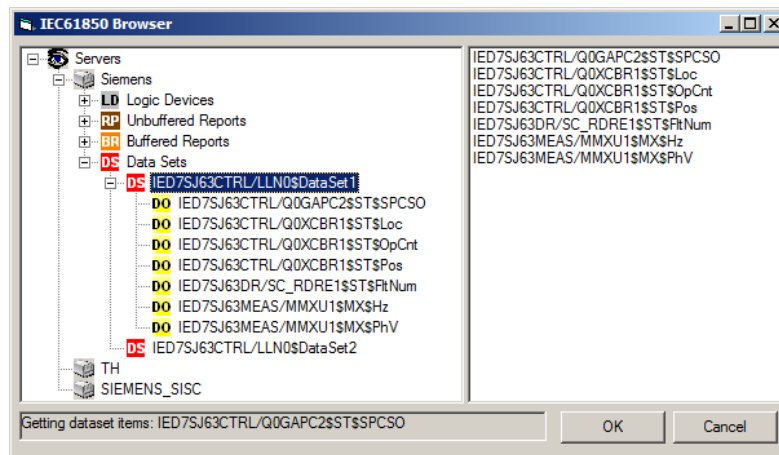 IEC61850 Browser
Servers
Siemens
LD Logic Devices
RP Unbuffered Reports
BR Buffered Reports
DS Data Sets
DS IED7SJ63CTRL/LLN0$DataSet1
DO IED7SJ63CTRL/Q0GAPC2$ST$SPCSO
DO IED7SJ63CTRL/Q0XCBR1$ST$Loc
DO IED7SJ63CTRL/Q0XCBR1$ST$OpCnt
DO IED7SJ63CTRL/Q0XCBR1$ST$Pos
DO IED7SJ63DR/SC_RDRE1$ST$FltNum
DO IED7SJ63MEAS/MMXU1$MX$Hz
DO IED7SJ63MEAS/MMXU1$MX$PhV
DS IED7SJ63CTRL/LLN0$DataSet2
TH
SIEMENS_SISC
IED7SJ63CTRL/Q0GAPC2$ST$SPCSO
IED7SJ63CTRL/Q0XCBR1$ST$Loc
IED7SJ63CTRL/Q0XCBR1$ST$OpCnt
IED7SJ63CTRL/Q0XCBR1$ST$Pos
IED7SJ63DR/SC_RDRE1$ST$FltNum
IED7SJ63MEAS/MMXU1$MX$Hz
IED7SJ63MEAS/MMXU1$MX$PhV
Getting dataset items: IED7SJ63CTRL/Q0GAPC2$ST$SPCSO
OK
Cancel